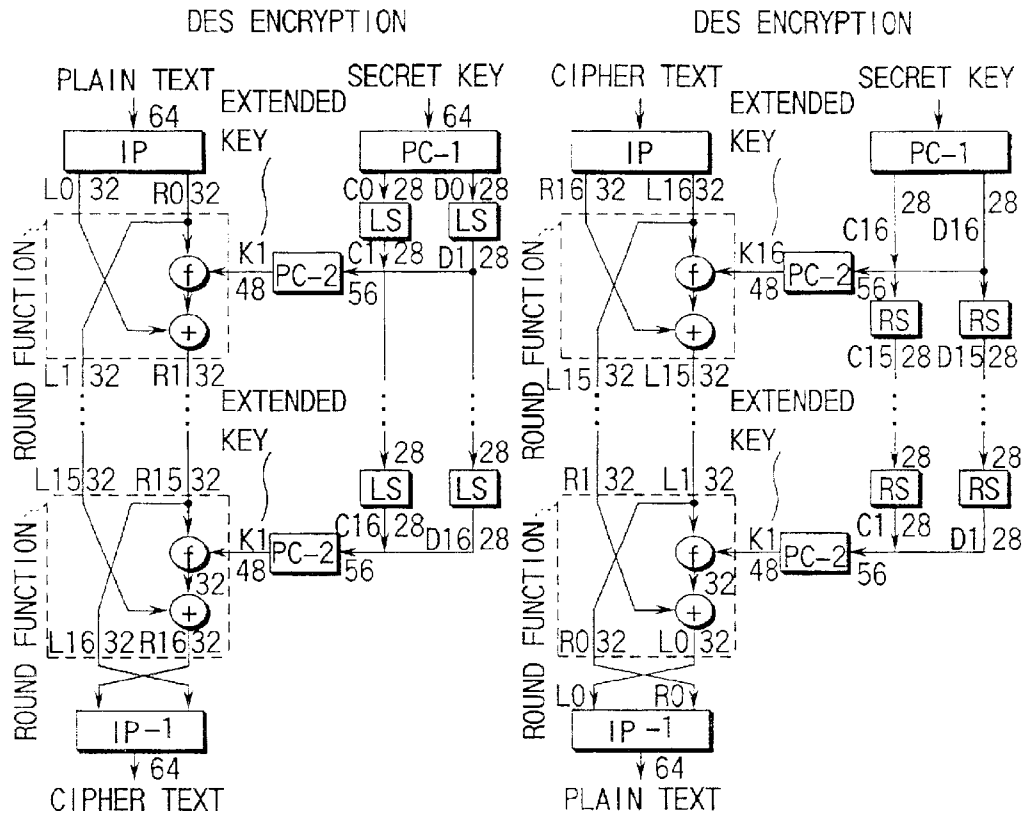 DES ENCRYPTION
PLAIN TEXT
SECRET KEY
64
EXTENDED
KEY
64
IP
PC-1
L0 32 R0 32
C0 28 D0 28
LS LS
K1
C1 28 D1 28
f
48
PC-2
56
+
ROUND FUNCTION
L1 32 R1 32
EXTENDED
KEY
28 28
L15 32 R15 32
LS LS
K1
C16 28 D16 28
f
48
PC-2
56
32
+
ROUND FUNCTION
L16 32 R16 32
IP-1
64
CIPHER TEXT
DES ENCRYPTION
CIPHER TEXT
SECRET KEY
EXTENDED
KEY
IP
PC-1
R16 32 L16 32
28 28
C16 D16
K16
f
48
PC-2
56
RS RS
+
ROUND FUNCTION
C15 28 D15 28
L15 32 L15 32
EXTENDED
KEY
28 28
R1 32 L1 32
RS RS
K1
C1 28 D1 28
f
48
PC-2
56
32
+
ROUND FUNCTION
R0 32 L0 32
L0 R0
IP-1
64
PLAIN TEXT